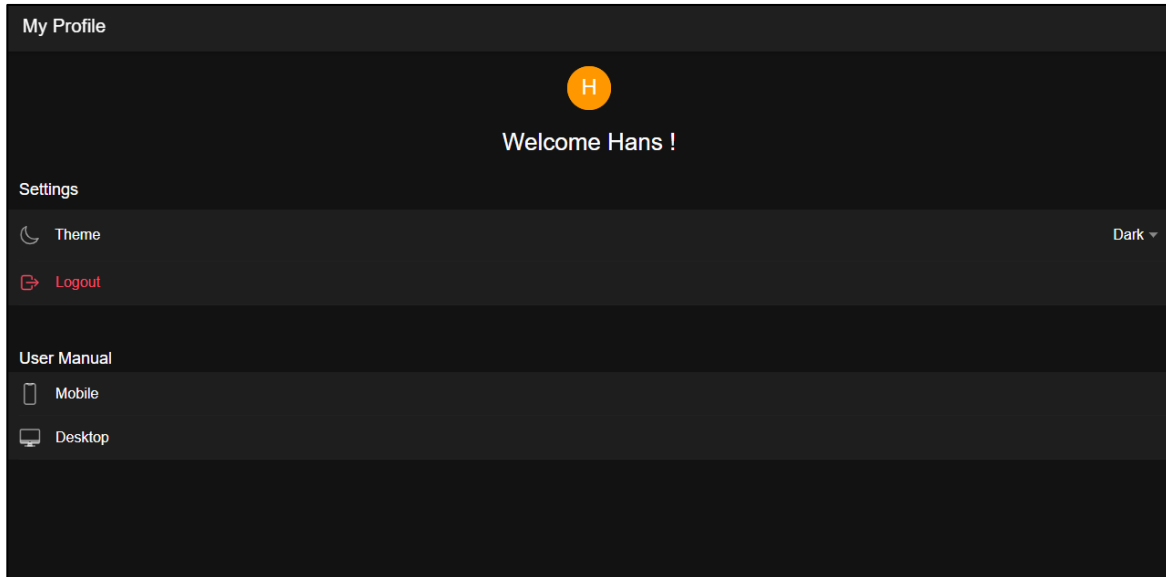 My Profile
H
Welcome Hans !
Settings
Theme Dark
Logout
User Manual
Mobile
Desktop